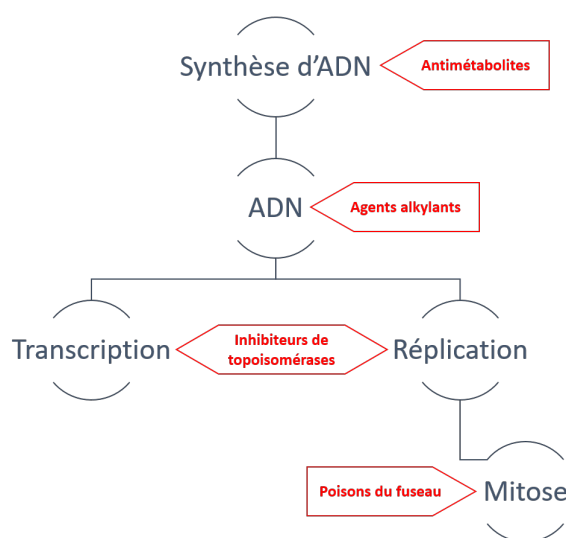 Synthèse d'ADN
Antimétabolites
ADN
Agents alkylants
Transcription
Inhibiteurs de
topoisomérases
Réplication
Poisons du fuseau
Mitose